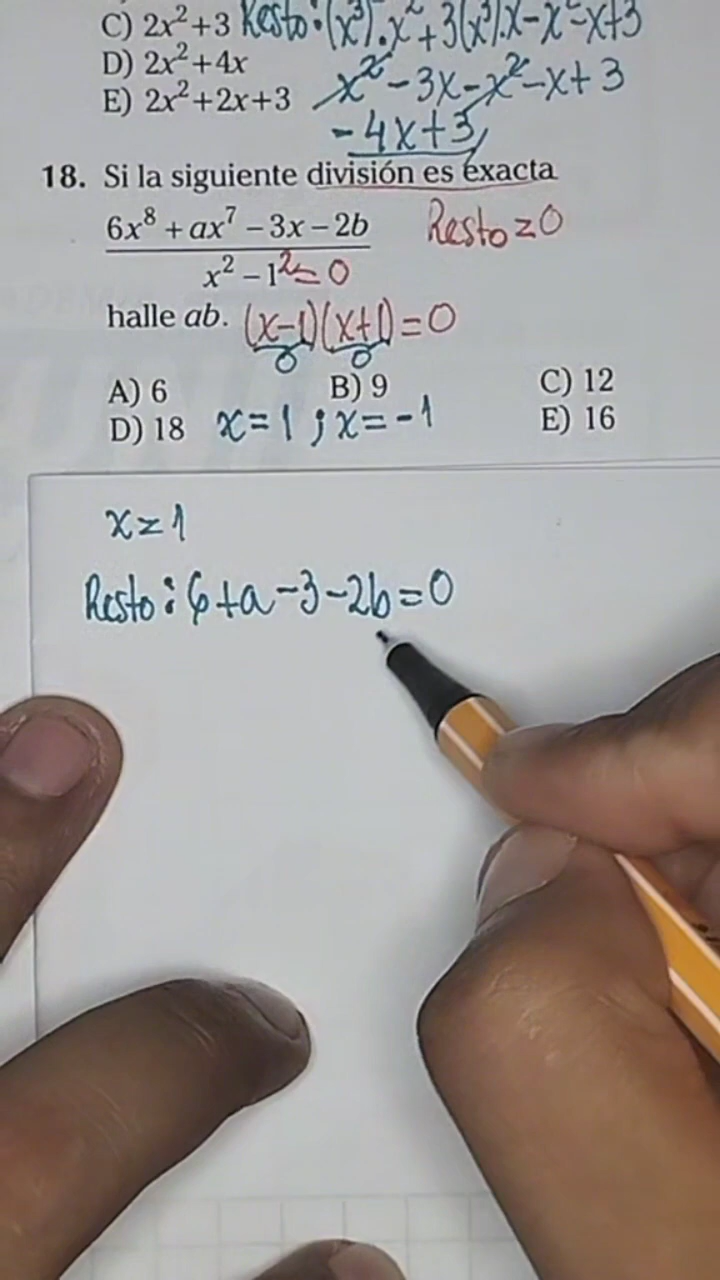 C) 2x²+3 Resto:(x³).x²+3(x³).x-x²-x+3
D) 2x²+4x
E) 2x²+2x+3 x²-3x-x²-x+3
-4x+3
18. Si la siguiente división es exacta
6x⁸+ax⁷-3x-2b Resto=0
x²-1²=0
halle ab. (x-1)(x+1)=0
0 0
A) 6 B) 9 C) 12
D) 18 x=1 ; x=-1 E) 16
x=1
Resto: 6+a-3-2b=0